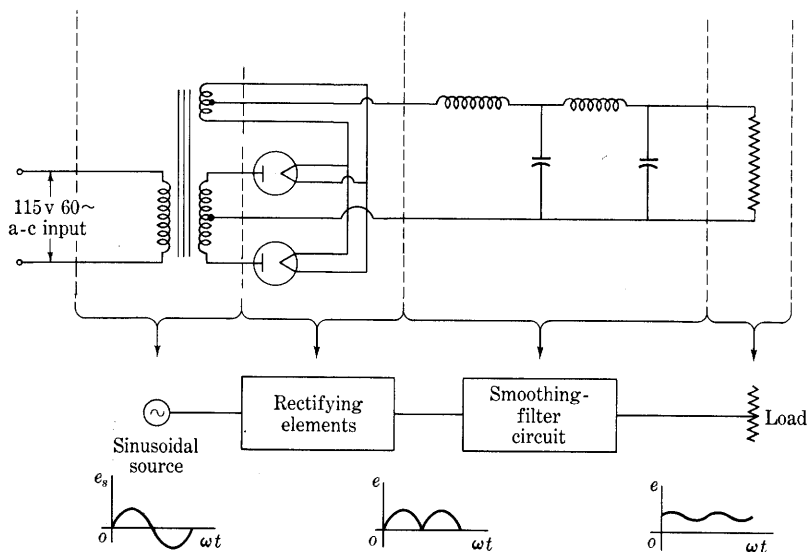 115 v 60~
a-c input
Rectifying
elements
Smoothing-
filter
circuit
Load
Sinusoidal
source
e_s
o
ωt
e
o
ωt
e
o
ωt